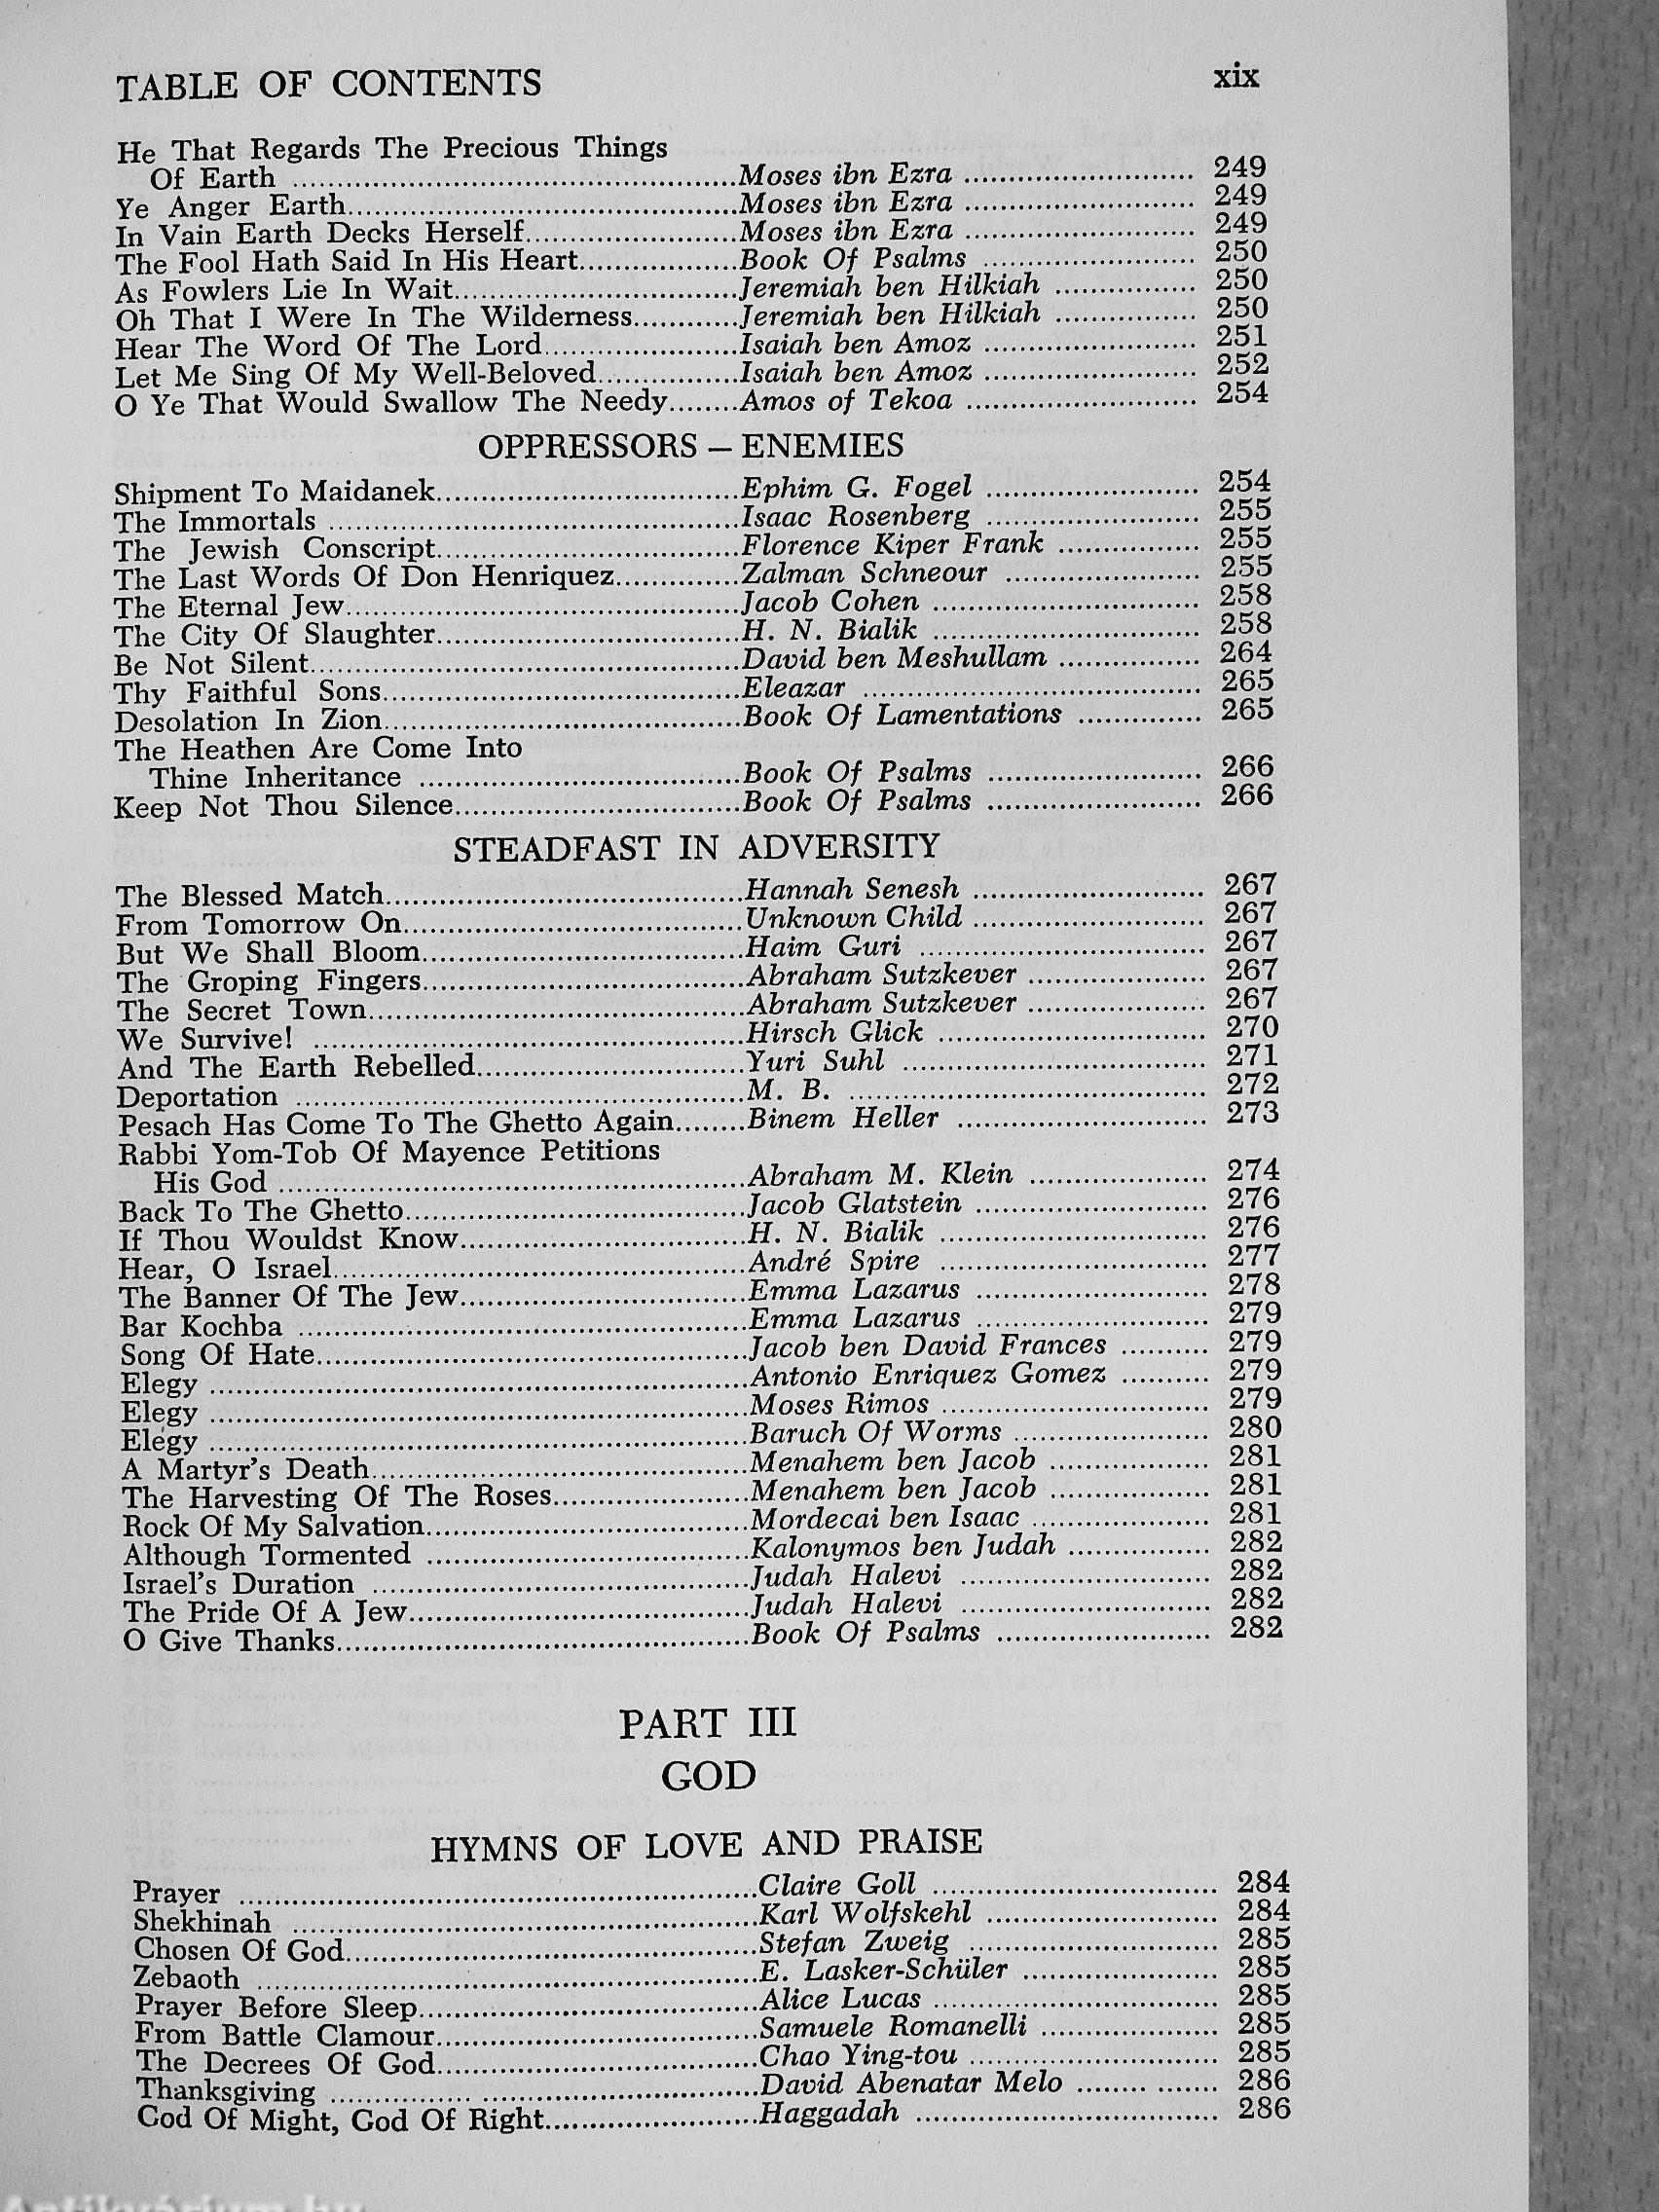 TABLE OF CONTENTS xix
He That Regards The Precious Things
Of Earth ........ Moses ibn Ezra ........ 249
Ye Anger Earth........Moses ibn Ezra ........ 249
In Vain Earth Decks Herself........Moses ibn Ezra ........ 249
The Fool Hath Said In His Heart........Book Of Psalms ........ 250
As Fowlers Lie In Wait........Jeremiah ben Hilkiah ........ 250
Oh That I Were In The Wilderness........Jeremiah ben Hilkiah ........ 250
Hear The Word Of The Lord........Isaiah ben Amoz ........ 251
Let Me Sing Of My Well-Beloved........Isaiah ben Amoz ........ 252
O Ye That Would Swallow The Needy........Amos of Tekoa ........ 254
OPPRESSORS – ENEMIES
Shipment To Maidanek........Ephim G. Fogel ........ 254
The Immortals ........Isaac Rosenberg ........ 255
The Jewish Conscript........Florence Kiper Frank ........ 255
The Last Words Of Don Henriquez........Zalman Schneour ........ 255
The Eternal Jew........Jacob Cohen ........ 258
The City Of Slaughter........H. N. Bialik ........ 258
Be Not Silent........David ben Meshullam ........ 264
Thy Faithful Sons........Eleazar ........ 265
Desolation In Zion........Book Of Lamentations ........ 265
The Heathen Are Come Into
Thine Inheritance ........Book Of Psalms ........ 266
Keep Not Thou Silence........Book Of Psalms ........ 266
STEADFAST IN ADVERSITY
The Blessed Match........Hannah Senesh ........ 267
From Tomorrow On........Unknown Child ........ 267
But We Shall Bloom........Haim Guri ........ 267
The Groping Fingers........Abraham Sutzkever ........ 267
The Secret Town........Abraham Sutzkever ........ 267
We Survive! ........Hirsch Glick ........ 270
And The Earth Rebelled........Yuri Suhl ........ 271
Deportation ........M. B. ........ 272
Pesach Has Come To The Ghetto Again........Binem Heller ........ 273
Rabbi Yom-Tob Of Mayence Petitions
His God ........Abraham M. Klein ........ 274
Back To The Ghetto........Jacob Glatstein ........ 276
If Thou Wouldst Know........H. N. Bialik ........ 276
Hear, O Israel........André Spire ........ 277
The Banner Of The Jew........Emma Lazarus ........ 278
Bar Kochba ........Emma Lazarus ........ 279
Song Of Hate........Jacob ben David Frances ........ 279
Elegy ........Antonio Enriquez Gomez ........ 279
Elegy ........Moses Rimos ........ 279
Elegy ........Baruch Of Worms ........ 280
A Martyr's Death........Menahem ben Jacob ........ 281
The Harvesting Of The Roses........Menahem ben Jacob ........ 281
Rock Of My Salvation........Mordecai ben Isaac ........ 281
Although Tormented ........Kalonymos ben Judah ........ 282
Israel's Duration ........Judah Halevi ........ 282
The Pride Of A Jew........Judah Halevi ........ 282
O Give Thanks........Book Of Psalms ........ 282
PART III
GOD
HYMNS OF LOVE AND PRAISE
Prayer ........Claire Goll ........ 284
Shekhinah ........Karl Wolfskehl ........ 284
Chosen Of God........Stefan Zweig ........ 285
Zebaoth ........E. Lasker-Schüler ........ 285
Prayer Before Sleep........Alice Lucas ........ 285
From Battle Clamour........Samuele Romanelli ........ 285
The Decrees Of God........Chao Ying-tou ........ 285
Thanksgiving ........David Abenatar Melo ........ 286
God Of Might, God Of Right........Haggadah ........ 286